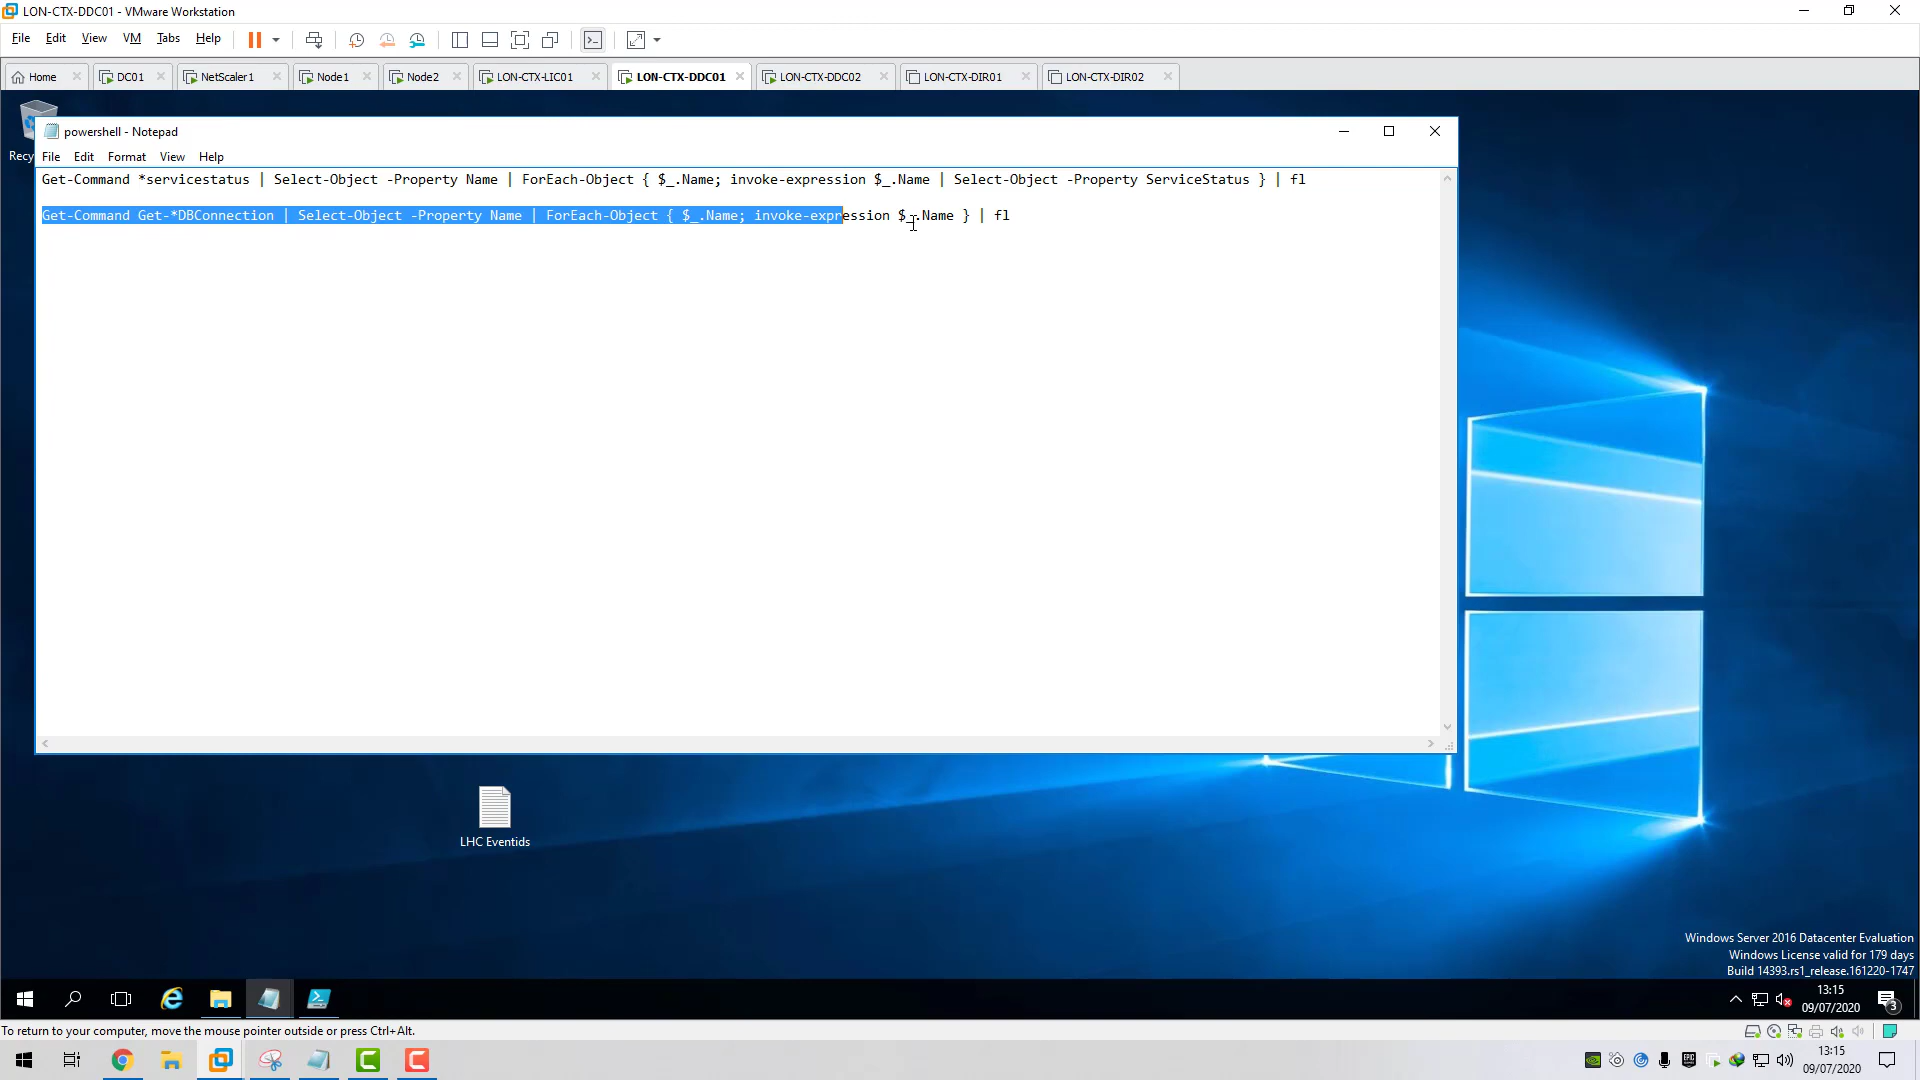 LON-CTX-DDC01 - VMware Workstation
File Edit View VM Tabs Help
Home DC01 NetScaler1 Node1 Node2 LON-CTX-LIC01 LON-CTX-DDC01 LON-CTX-DDC02 LON-CTX-DIR01 LON-CTX-DIR02
powershell - Notepad
Recy
File Edit Format View Help
Get-Command *servicestatus | Select-Object -Property Name | ForEach-Object { $_.Name; invoke-expression $_.Name | Select-Object -Property ServiceStatus } | fl
Get-Command Get-*DBConnection | Select-Object -Property Name | ForEach-Object { $_.Name; invoke-expression $_.Name } | fl
LHC Eventids
Windows Server 2016 Datacenter Evaluation
Windows License valid for 179 days
Build 14393.rs1_release.161220-1747
13:15
09/07/2020
3
To return to your computer, move the mouse pointer outside or press Ctrl+Alt.
13:15
09/07/2020